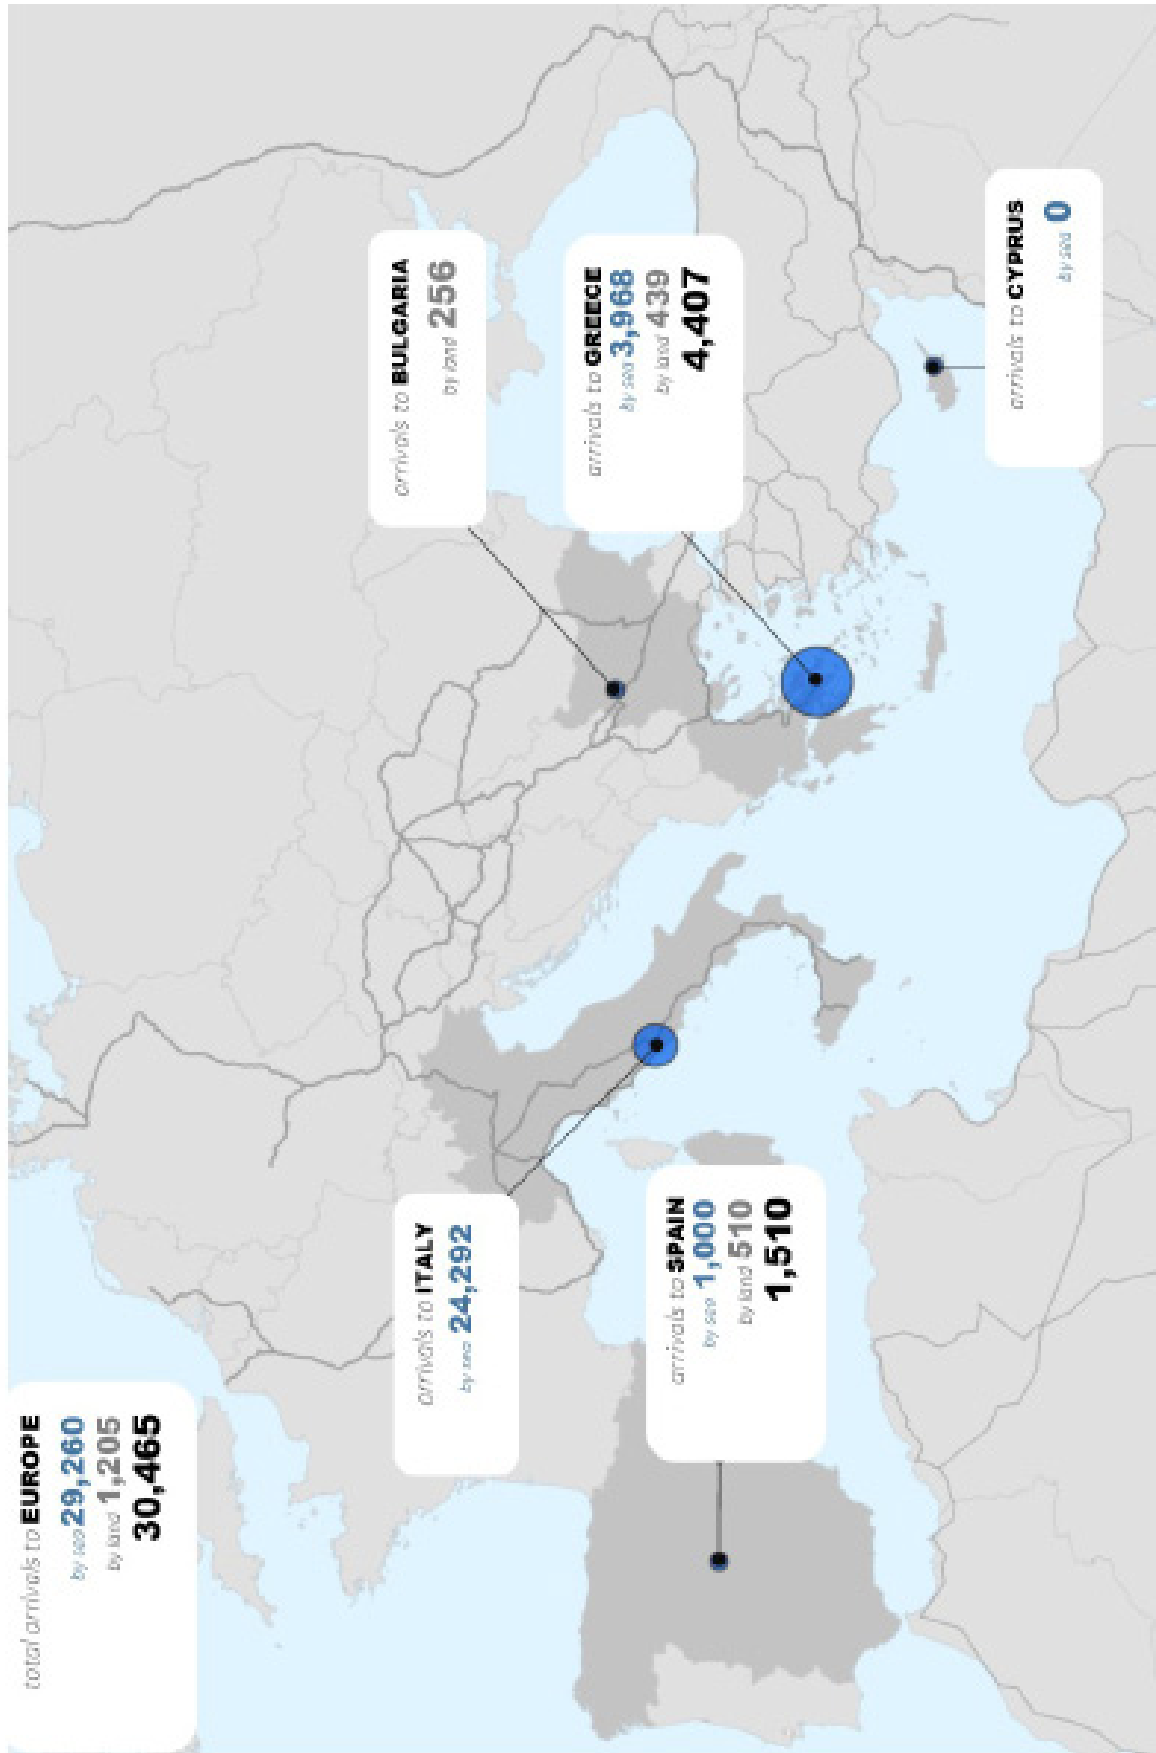 total arrivals to EUROPE
by sea 29,260
by land 1,205
30,465
arrivals to ITALY
by sea 24,292
arrivals to SPAIN
by sea 1,000
by land 510
1,510
arrivals to BULGARIA
by land 256
arrivals to GREECE
by sea 3,968
by land 439
4,407
arrivals to CYPRUS
by sea 0